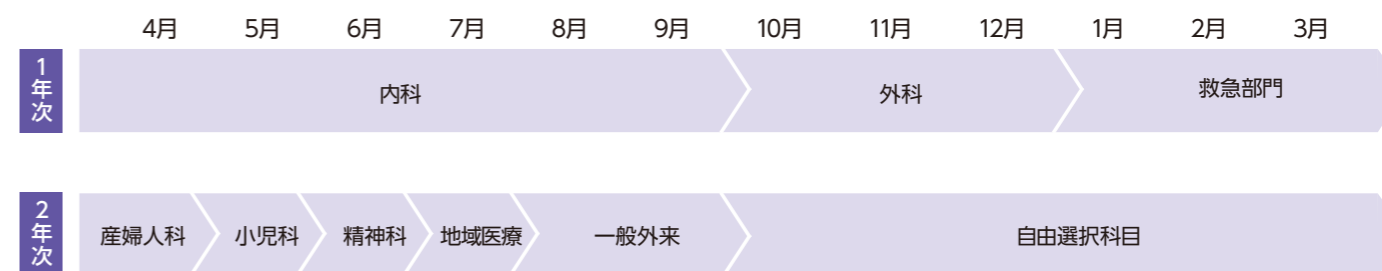 4月 5月 6月 7月 8月 9月 10月 11月 12月 1月 2月 3月
1年次
内科 外科 救急部門
2年次
産婦人科 小児科 精神科 地域医療 一般外来 自由選択科目